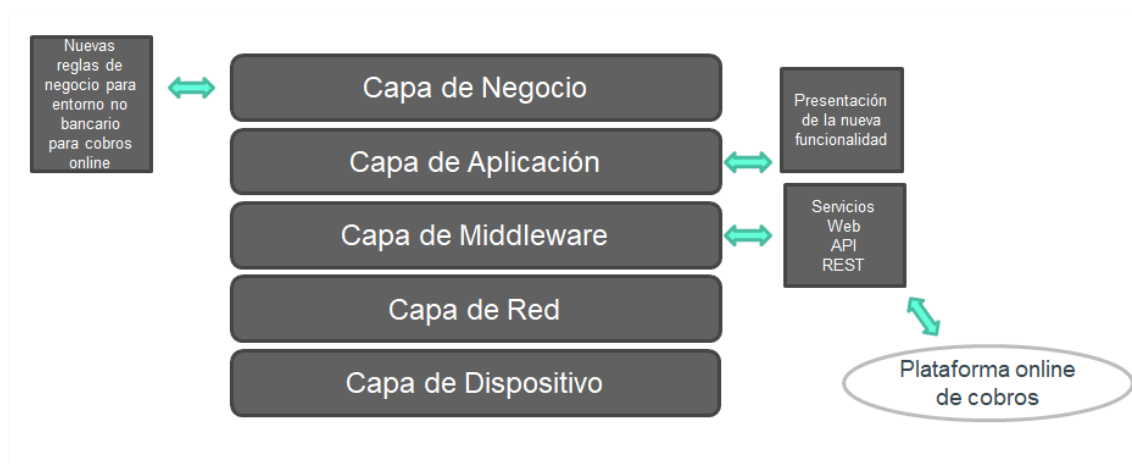 Nuevas
reglas de
negocio para
entorno no
bancario
para cobros
online
Capa de Negocio
Capa de Aplicación
Capa de Middleware
Capa de Red
Capa de Dispositivo
Presentación
de la nueva
funcionalidad
Servicios
Web
API
REST
Plataforma online
de cobros